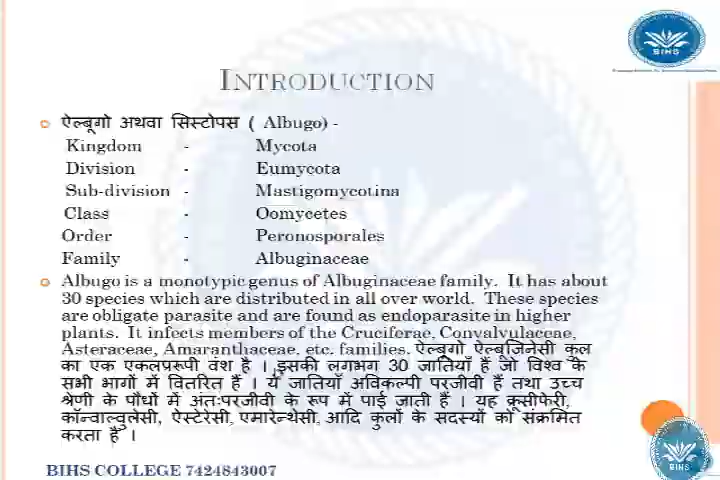 BIHS
INTRODUCTION
ऐल्बूगो अथवा सिस्टोपस ( Albugo) -
Kingdom - Mycota
Division - Eumycota
Sub-division - Mastigomycotina
Class - Oomycetes
Order - Peronosporales
Family - Albuginaceae
Albugo is a monotypic genus of Albuginaceae family. It has about
30 species which are distributed in all over world. These species
are obligate parasite and are found as endoparasite in higher
plants. It infects members of the Cruciferae, Convalvulaceae,
Asteraceae, Amaranthaceae, etc. families. ऐल्बूगो ऐल्बूजिनेसी कुल
का एक एकलप्ररूपी वंश है । इसकी लगभग 30 जातियाँ हैं जो विश्व के
सभी भागों में वितरित हैं । ये जातियाँ अविकल्पी परजीवी हैं तथा उच्च
श्रेणी के पौधों में अंतःपरजीवी के रूप में पाई जाती हैं । यह क्रूसीफेरी,
कॉन्वाल्वुलेसी, ऐस्टेरेसी, एमारेन्थेसी, आदि कुलों के सदस्यों को संक्रमित
करता है ।
BIHS COLLEGE 7424843007
BIHS